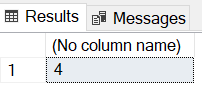 Results Messages
(No column name)
1 4